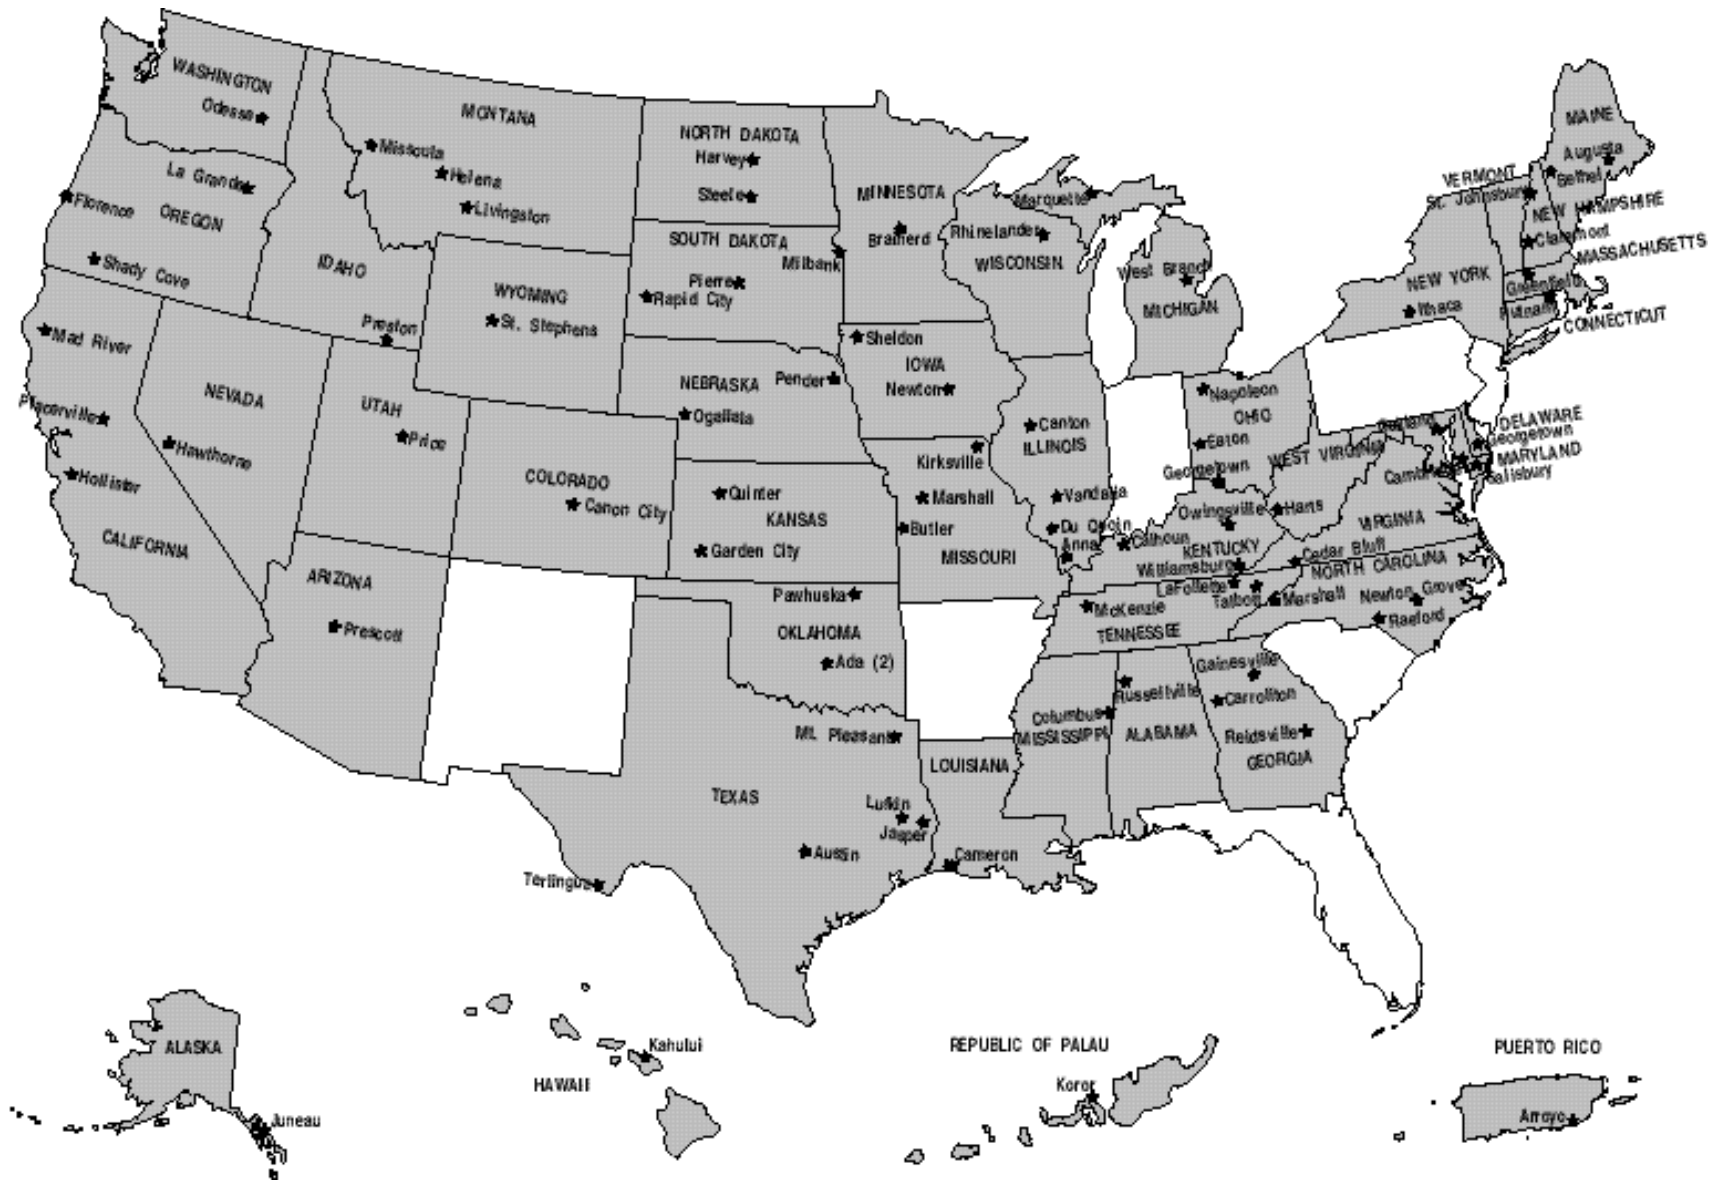 WASHINGTON
Odessa
MONTANA
Missoula
Helena
Livingston
NORTH DAKOTA
Harvey
Steele
MINNESOTA
Brainerd
Marquette
Rhinelander
WISCONSIN
West Branch
MICHIGAN
MAINE
Augusta
Bethel
VERMONT
St. Johnsbury
NEW HAMPSHIRE
Claremont
MASSACHUSETTS
Greenfield
Putnam
CONNECTICUT
NEW YORK
Ithaca
La Grande
Florence
OREGON
Shady Cove
IDAHO
Preston
WYOMING
St. Stephens
SOUTH DAKOTA
Milbank
Pierre
Rapid City
Sheldon
IOWA
Newton
Mad River
NEVADA
UTAH
Price
NEBRASKA
Pender
Ogallala
Placerville
Hawthorne
Hollister
CALIFORNIA
COLORADO
Canon City
Quinter
KANSAS
Garden City
Kirksville
Marshall
Butler
MISSOURI
Canton
ILLINOIS
Vandalia
Du Quoin
Anna
Napoleon
OHIO
Eaton
Georgetown
WEST VIRGINIA
Harts
DELAWARE
Georgetown
MARYLAND
Salisbury
Owingsville
Calhoun
KENTUCKY
Williamsburg
VIRGINIA
Cedar Bluff
NORTH CAROLINA
LaFollette
Talbott
Marshall
Newton Grove
Raeford
McKenzie
TENNESSEE
ARIZONA
Prescott
Pawhuska
OKLAHOMA
Ada (2)
Gainesville
Russellville
Carrollton
Columbus
MISSISSIPPI
ALABAMA
Reidsville
GEORGIA
Mt. Pleasant
LOUISIANA
TEXAS
Lufkin
Jasper
Austin
Cameron
Terlingua
ALASKA
Juneau
Kahului
HAWAII
REPUBLIC OF PALAU
Koror
PUERTO RICO
Arroyo